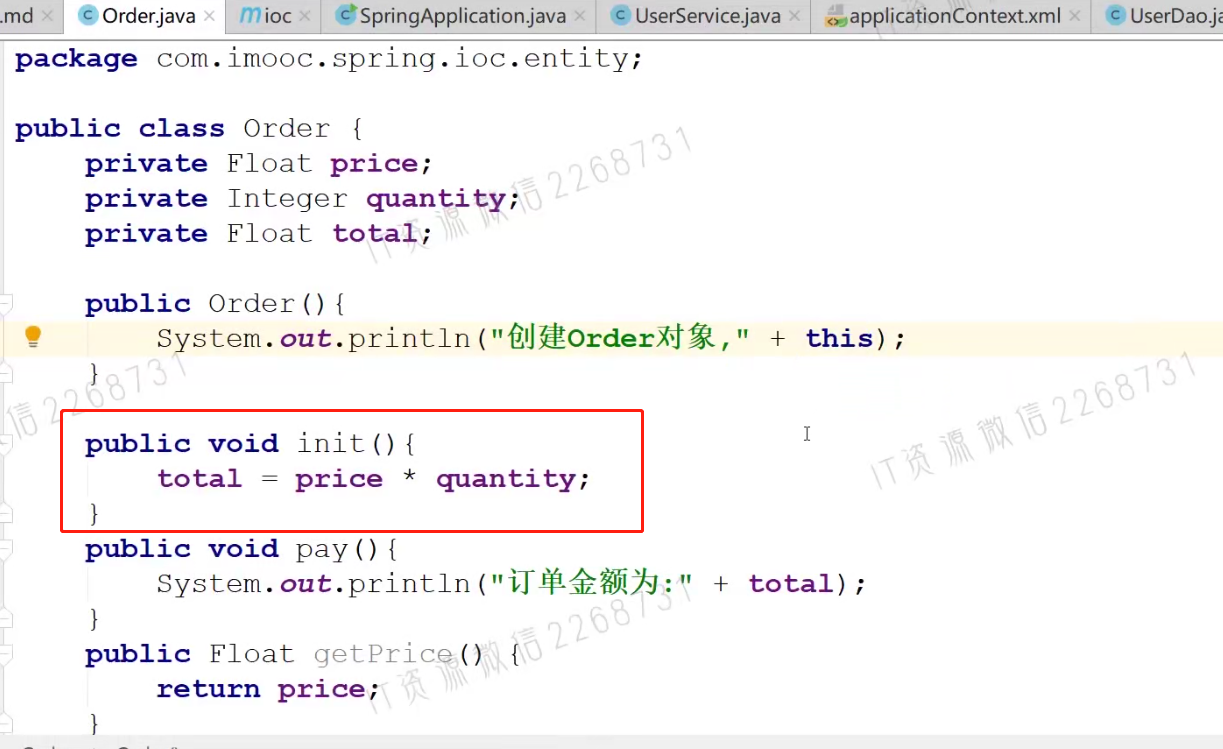 .md Order.java ioc SpringApplication.java UserService.java applicationContext.xml UserDao.ja
package com.imooc.spring.ioc.entity;
public class Order {
private Float price;
private Integer quantity;
private Float total;
public Order(){
System.out.println("创建Order对象," + this);
}
public void init(){
total = price * quantity;
}
public void pay(){
System.out.println("订单金额为:" + total);
}
public Float getPrice() {
return price;
}
IT资源微信2268731
信2268731
IT资源微信2268731
IT资源微信2268731